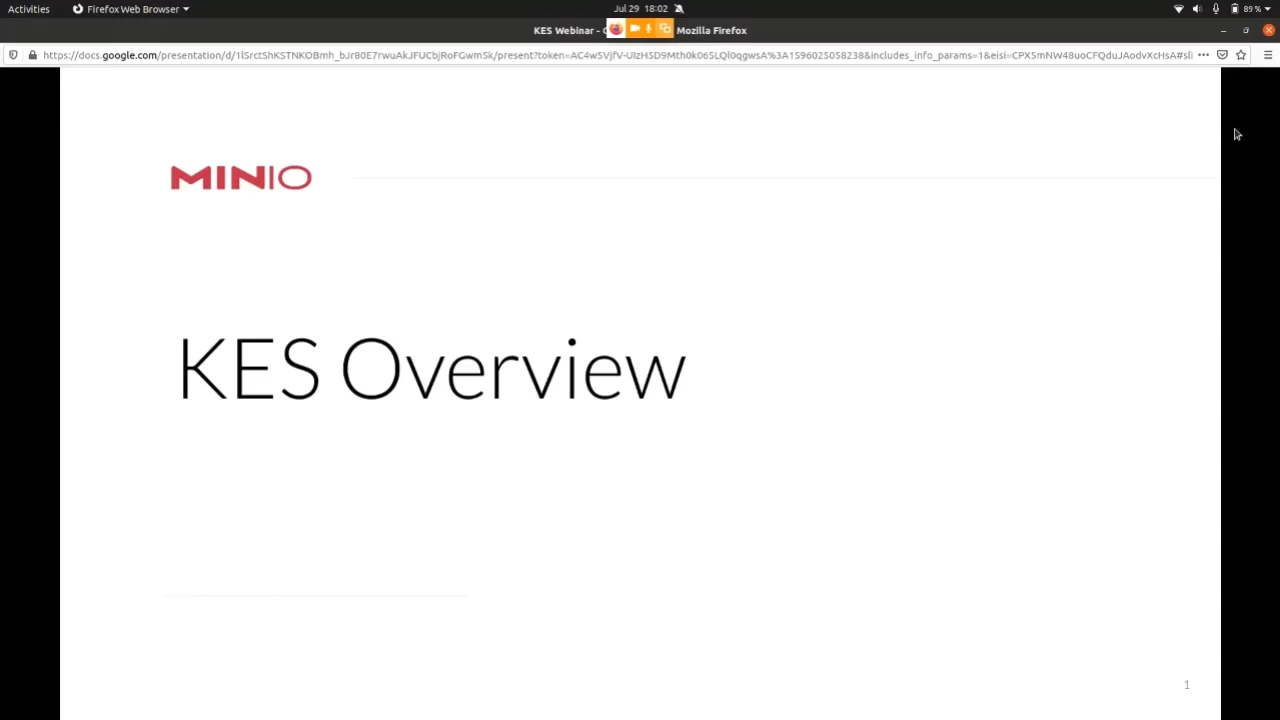 Activities Firefox Web Browser Jul 29 18:02 89%
KES Webinar - Mozilla Firefox
MINIO
KES Overview
1